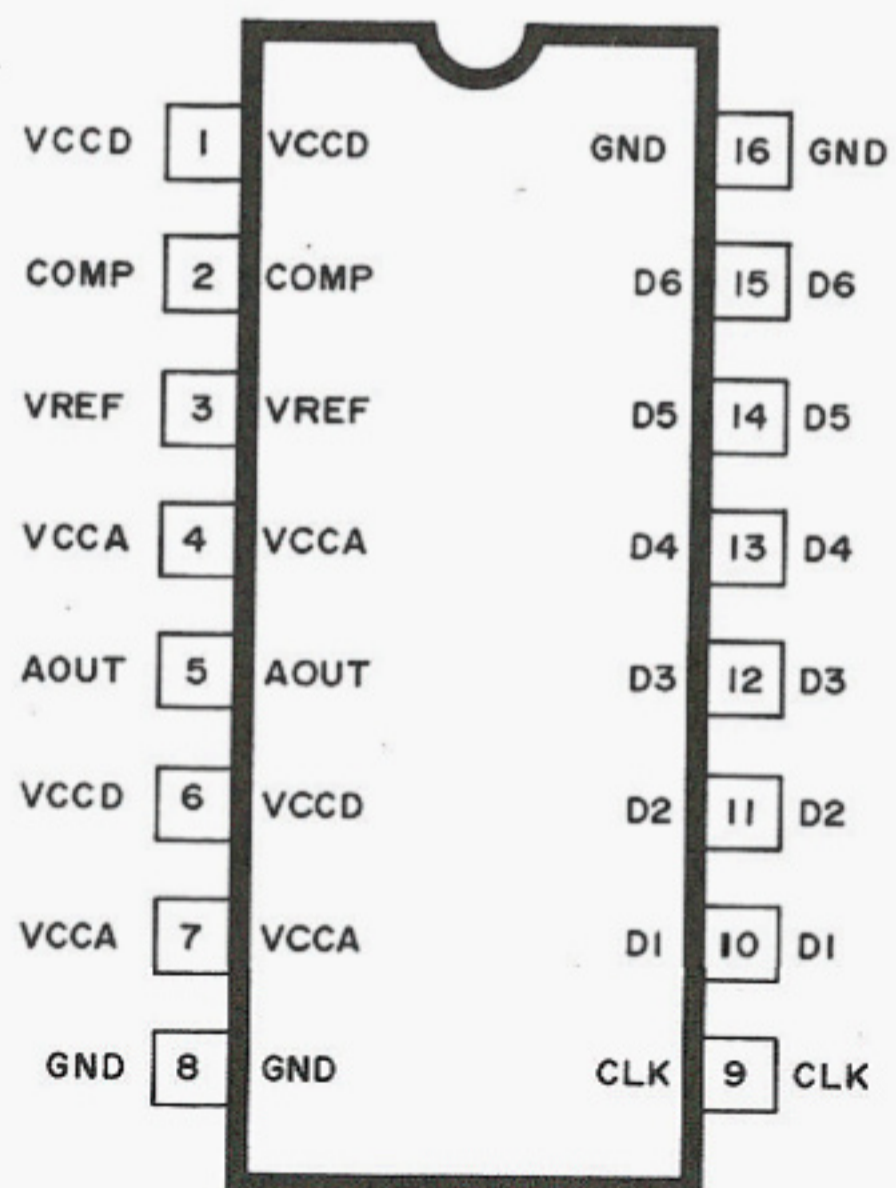 VCCD 1 VCCD GND 16 GND
COMP 2 COMP D6 15 D6
VREF 3 VREF D5 14 D5
VCCA 4 VCCA D4 13 D4
AOUT 5 AOUT D3 12 D3
VCCD 6 VCCD D2 11 D2
VCCA 7 VCCA D1 10 D1
GND 8 GND CLK 9 CLK